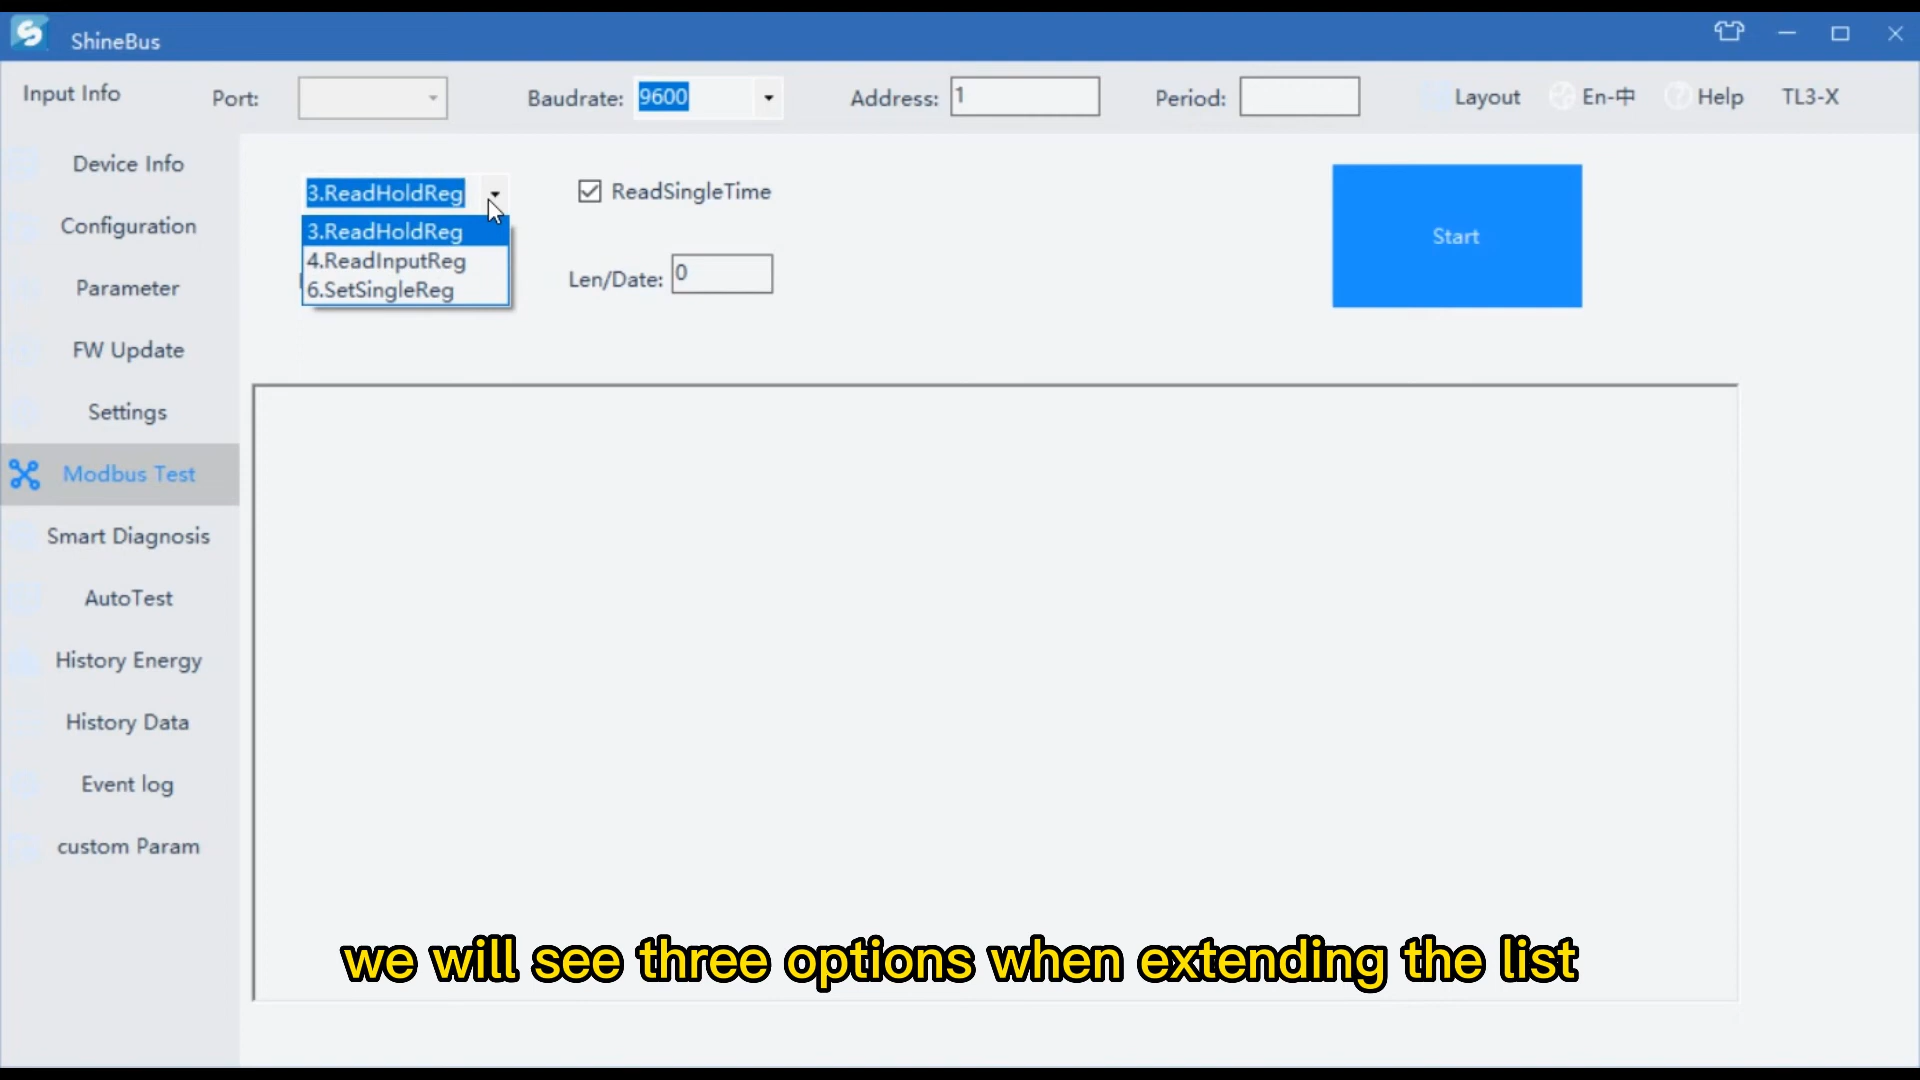 ShineBus
Input Info
Port:
Baudrate: 9600
Address: 1
Period:
Layout
En-中
Help
TL3-X
Device Info
Configuration
Parameter
FW Update
Settings
Modbus Test
Smart Diagnosis
AutoTest
History Energy
History Data
Event log
custom Param
3.ReadHoldReg
3.ReadHoldReg
4.ReadInputReg
6.SetSingleReg
ReadSingleTime
Len/Date: 0
Start
we will see three options when extending the list